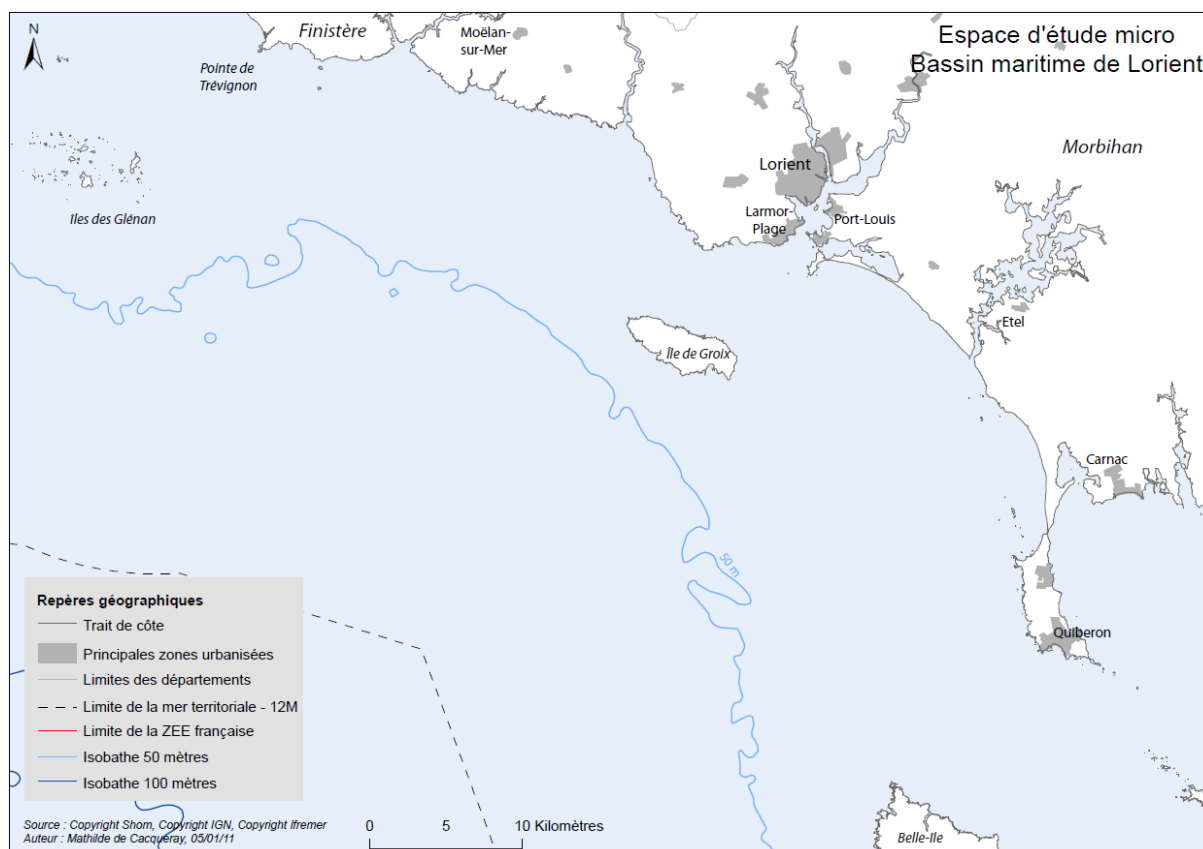 Espace d'étude micro
Bassin maritime de Lorient
N
Finistère
Moëlan-
sur-Mer
Pointe de
Trévignon
Morbihan
Lorient
Iles des Glénan
Larmor-
Plage
Port-Louis
Etel
Île de Groix
Carnac
50 m
Quiberon
Belle-Ile
Repères géographiques
Trait de côte
Principales zones urbanisées
Limites des départements
Limite de la mer territoriale - 12M
Limite de la ZEE française
Isobathe 50 mètres
Isobathe 100 mètres
Source : Copyright Shom, Copyright IGN, Copyright Ifremer
Auteur : Mathilde de Cacqueray, 05/01/11
0 5 10 Kilomètres